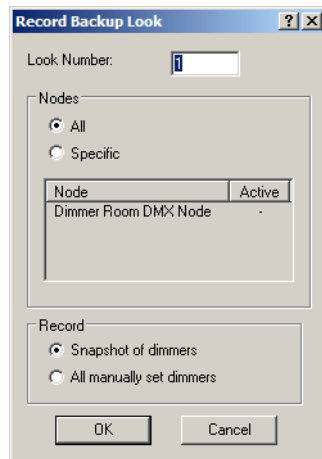 Record Backup Look
Look Number: 1
Nodes
All
Specific
Node Active
Dimmer Room DMX Node -
Record
Snapshot of dimmers
All manually set dimmers
OK Cancel